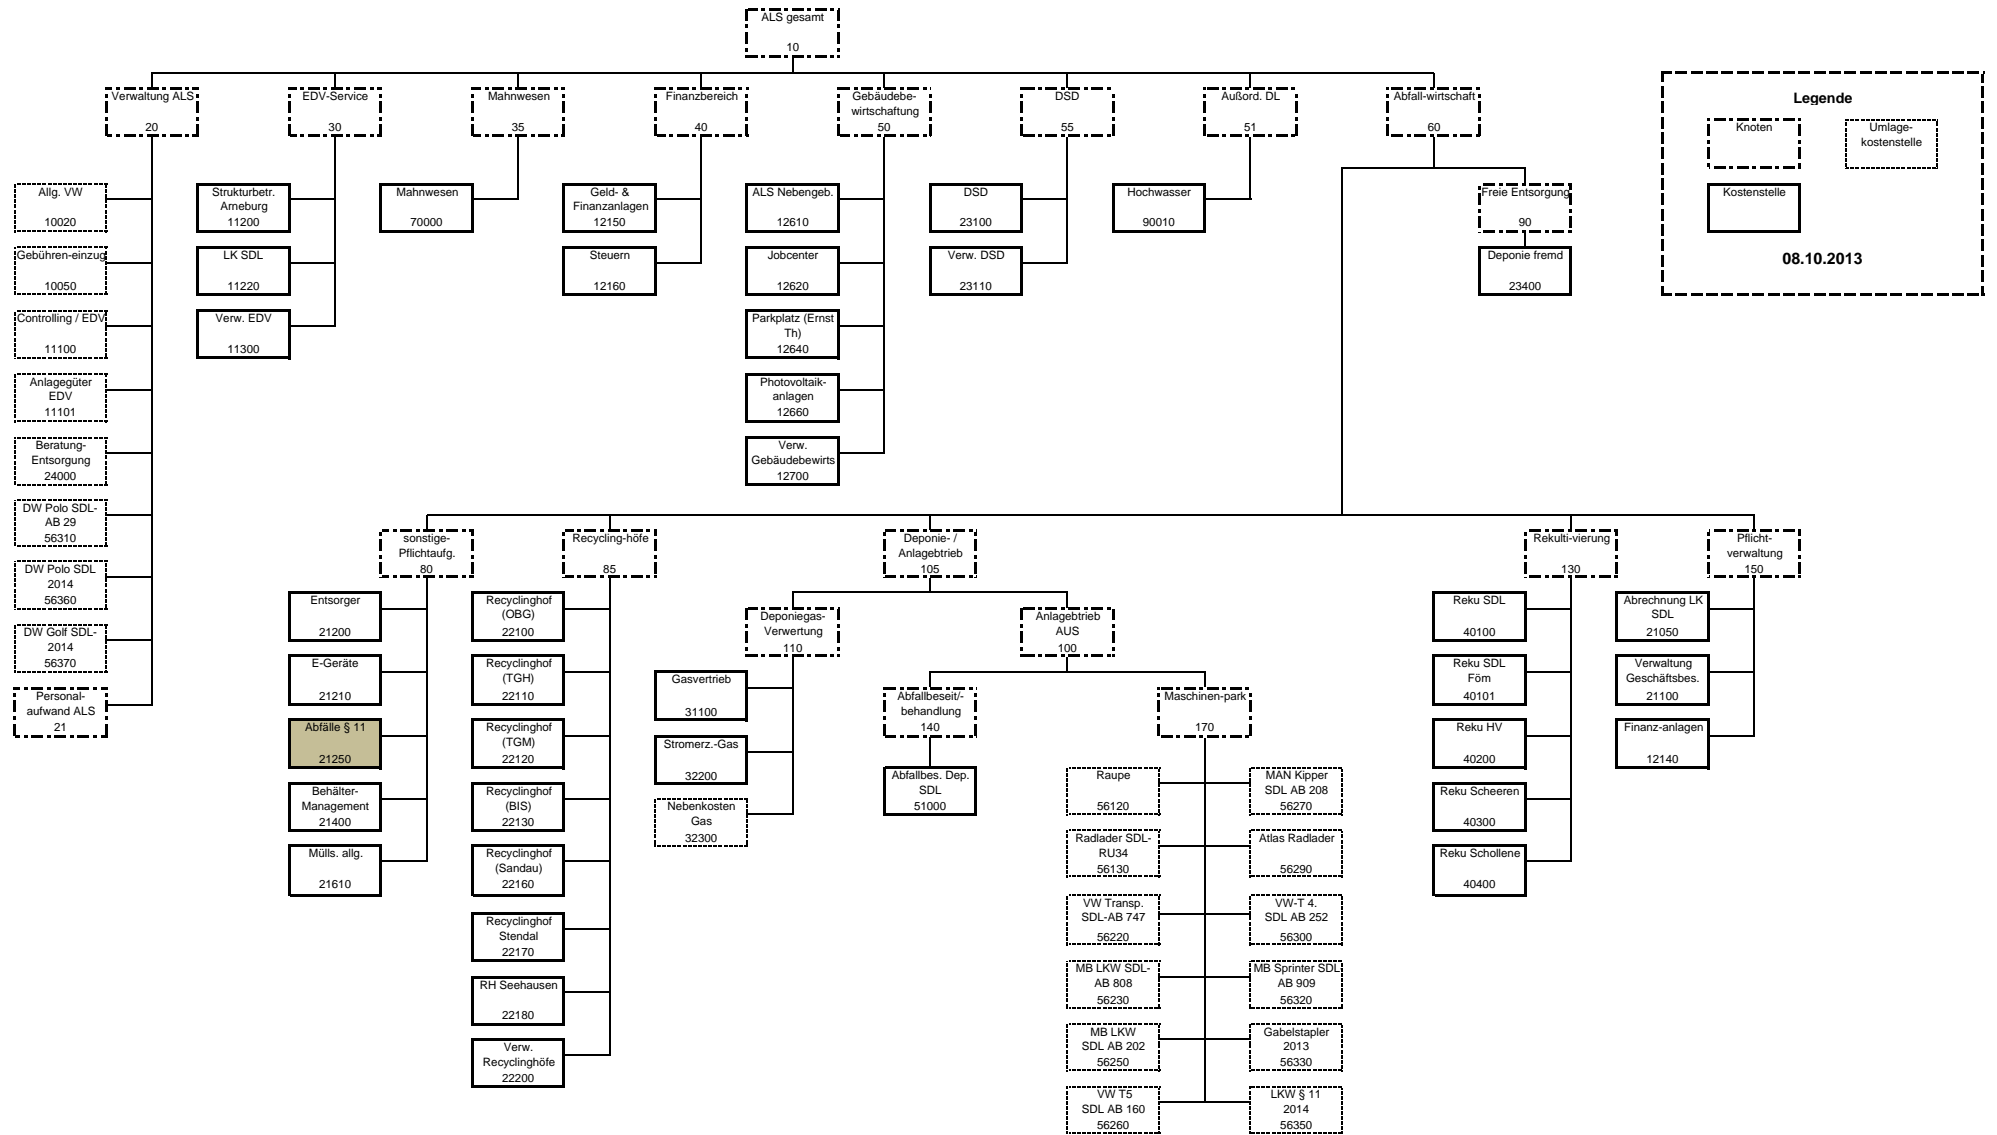 ALS gesamt
10
Verwaltung ALS
20
EDV-Service
30
Mahnwesen
35
Finanzbereich
40
Gebäudebe-
wirtschaftung
50
DSD
55
Außord. DL
51
Abfall-wirtschaft
60
Legende
Knoten
Umlage-
kostenstelle
Kostenstelle
08.10.2013
Allg. VW
10020
Gebühren-einzug
10050
Controlling / EDV
11100
Anlagegüter
EDV
11101
Beratung-
Entsorgung
24000
DW Polo SDL-
AB 29
56310
DW Polo SDL
2014
56360
DW Golf SDL-
2014
56370
Personal-
aufwand ALS
21
Strukturbetr.
Arneburg
11200
LK SDL
11220
Verw. EDV
11300
Mahnwesen
70000
Geld- &
Finanzanlagen
12150
Steuern
12160
ALS Nebengeb.
12610
Jobcenter
12620
Parkplatz (Ernst
Th)
12640
Photovoltaik-
anlagen
12660
Verw.
Gebäudebewirts
12700
DSD
23100
Verw. DSD
23110
Hochwasser
90010
Freie Entsorgung
90
Deponie fremd
23400
sonstige-
Pflichtaufg.
80
Entsorger
21200
E-Geräte
21210
Abfälle § 11
21250
Behälter-
Management
21400
Mülls. allg.
21610
Recycling-höfe
85
Recyclinghof
(OBG)
22100
Recyclinghof
(TGH)
22110
Recyclinghof
(TGM)
22120
Recyclinghof
(BIS)
22130
Recyclinghof
(Sandau)
22160
Recyclinghof
Stendal
22170
RH Seehausen
22180
Verw.
Recyclinghöfe
22200
Deponie- /
Anlagebtrieb
105
Deponiegas-
Verwertung
110
Gasvertrieb
31100
Stromerz.-Gas
32200
Nebenkosten
Gas
32300
Anlagebtrieb
AUS
100
Abfallbeseit/-
behandlung
140
Abfallbes. Dep.
SDL
51000
Maschinen-park
170
Raupe
56120
MAN Kipper
SDL AB 208
56270
Radlader SDL-
RU34
56130
Atlas Radlader
56290
VW Transp.
SDL-AB 747
56220
VW-T 4.
SDL AB 252
56300
MB LKW SDL-
AB 808
56230
MB Sprinter SDL
AB 909
56320
MB LKW
SDL AB 202
56250
Gabelstapler
2013
56330
VW T5
SDL AB 160
56260
LKW § 11
2014
56350
Rekulti-vierung
130
Reku SDL
40100
Reku SDL
Föm
40101
Reku HV
40200
Reku Scheeren
40300
Reku Schollene
40400
Pflicht-
verwaltung
150
Abrechnung LK
SDL
21050
Verwaltung
Geschäftsbes.
21100
Finanz-anlagen
12140